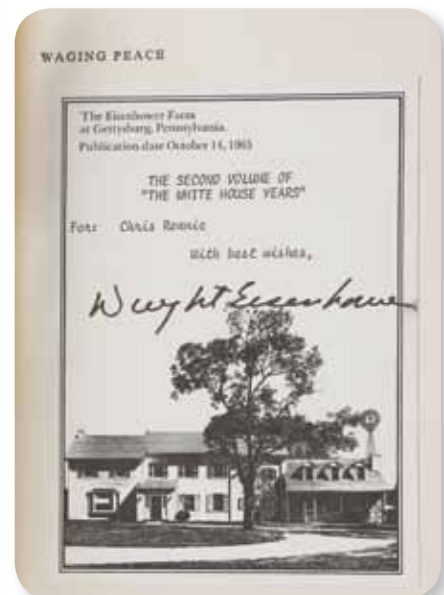 WAGING PEACE
The Eisenhower Farm
at Gettysburg, Pennsylvania.
Publication date October 14, 1965
THE SECOND VOLUME OF
"THE WHITE HOUSE YEARS"
For: Chris Rennie
With best wishes,
Dwight Eisenhower